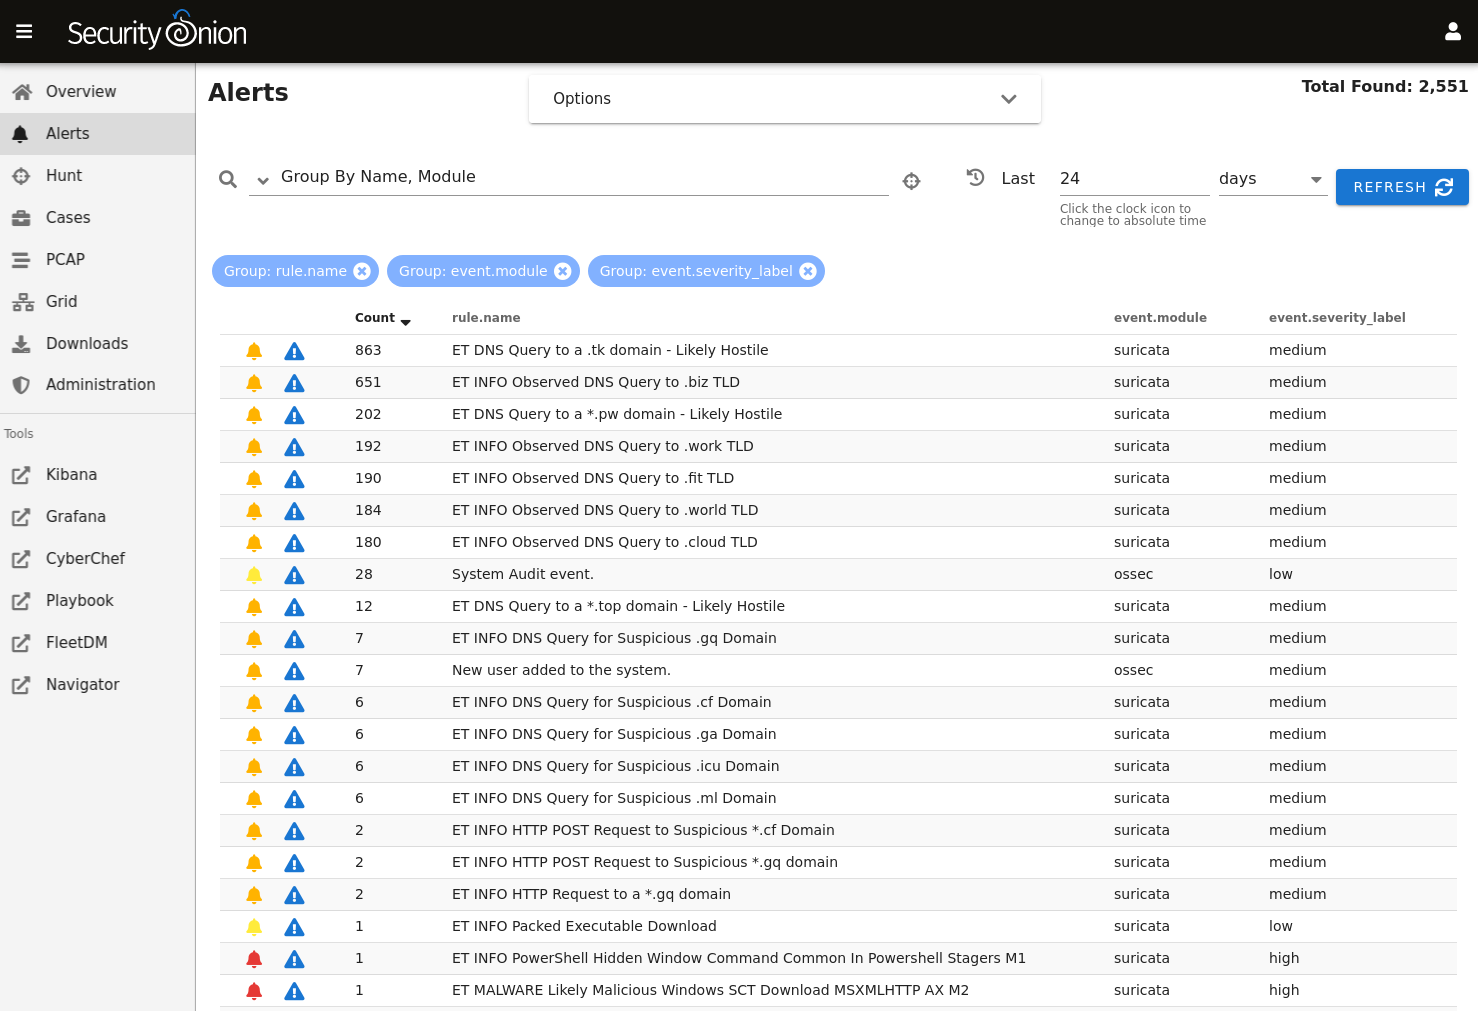 Security Onion
Overview
Alerts
Hunt
Cases
PCAP
Grid
Downloads
Administration
Tools
Kibana
Grafana
CyberChef
Playbook
FleetDM
Navigator
Alerts
Options
Total Found: 2,551
Group By Name, Module
Last 24 days
REFRESH
Click the clock icon to
change to absolute time
Group: rule.name Group: event.module Group: event.severity_label
Count rule.name event.module event.severity_label
863 ET DNS Query to a .tk domain - Likely Hostile suricata medium
651 ET INFO Observed DNS Query to .biz TLD suricata medium
202 ET DNS Query to a *.pw domain - Likely Hostile suricata medium
192 ET INFO Observed DNS Query to .work TLD suricata medium
190 ET INFO Observed DNS Query to .fit TLD suricata medium
184 ET INFO Observed DNS Query to .world TLD suricata medium
180 ET INFO Observed DNS Query to .cloud TLD suricata medium
28 System Audit event. ossec low
12 ET DNS Query to a *.top domain - Likely Hostile suricata medium
7 ET INFO DNS Query for Suspicious .gq Domain suricata medium
7 New user added to the system. ossec medium
6 ET INFO DNS Query for Suspicious .cf Domain suricata medium
6 ET INFO DNS Query for Suspicious .ga Domain suricata medium
6 ET INFO DNS Query for Suspicious .icu Domain suricata medium
6 ET INFO DNS Query for Suspicious .ml Domain suricata medium
2 ET INFO HTTP POST Request to Suspicious *.cf Domain suricata medium
2 ET INFO HTTP POST Request to Suspicious *.gq domain suricata medium
2 ET INFO HTTP Request to a *.gq domain suricata medium
1 ET INFO Packed Executable Download suricata low
1 ET INFO PowerShell Hidden Window Command Common In Powershell Stagers M1 suricata high
1 ET MALWARE Likely Malicious Windows SCT Download MSXMLHTTP AX M2 suricata high